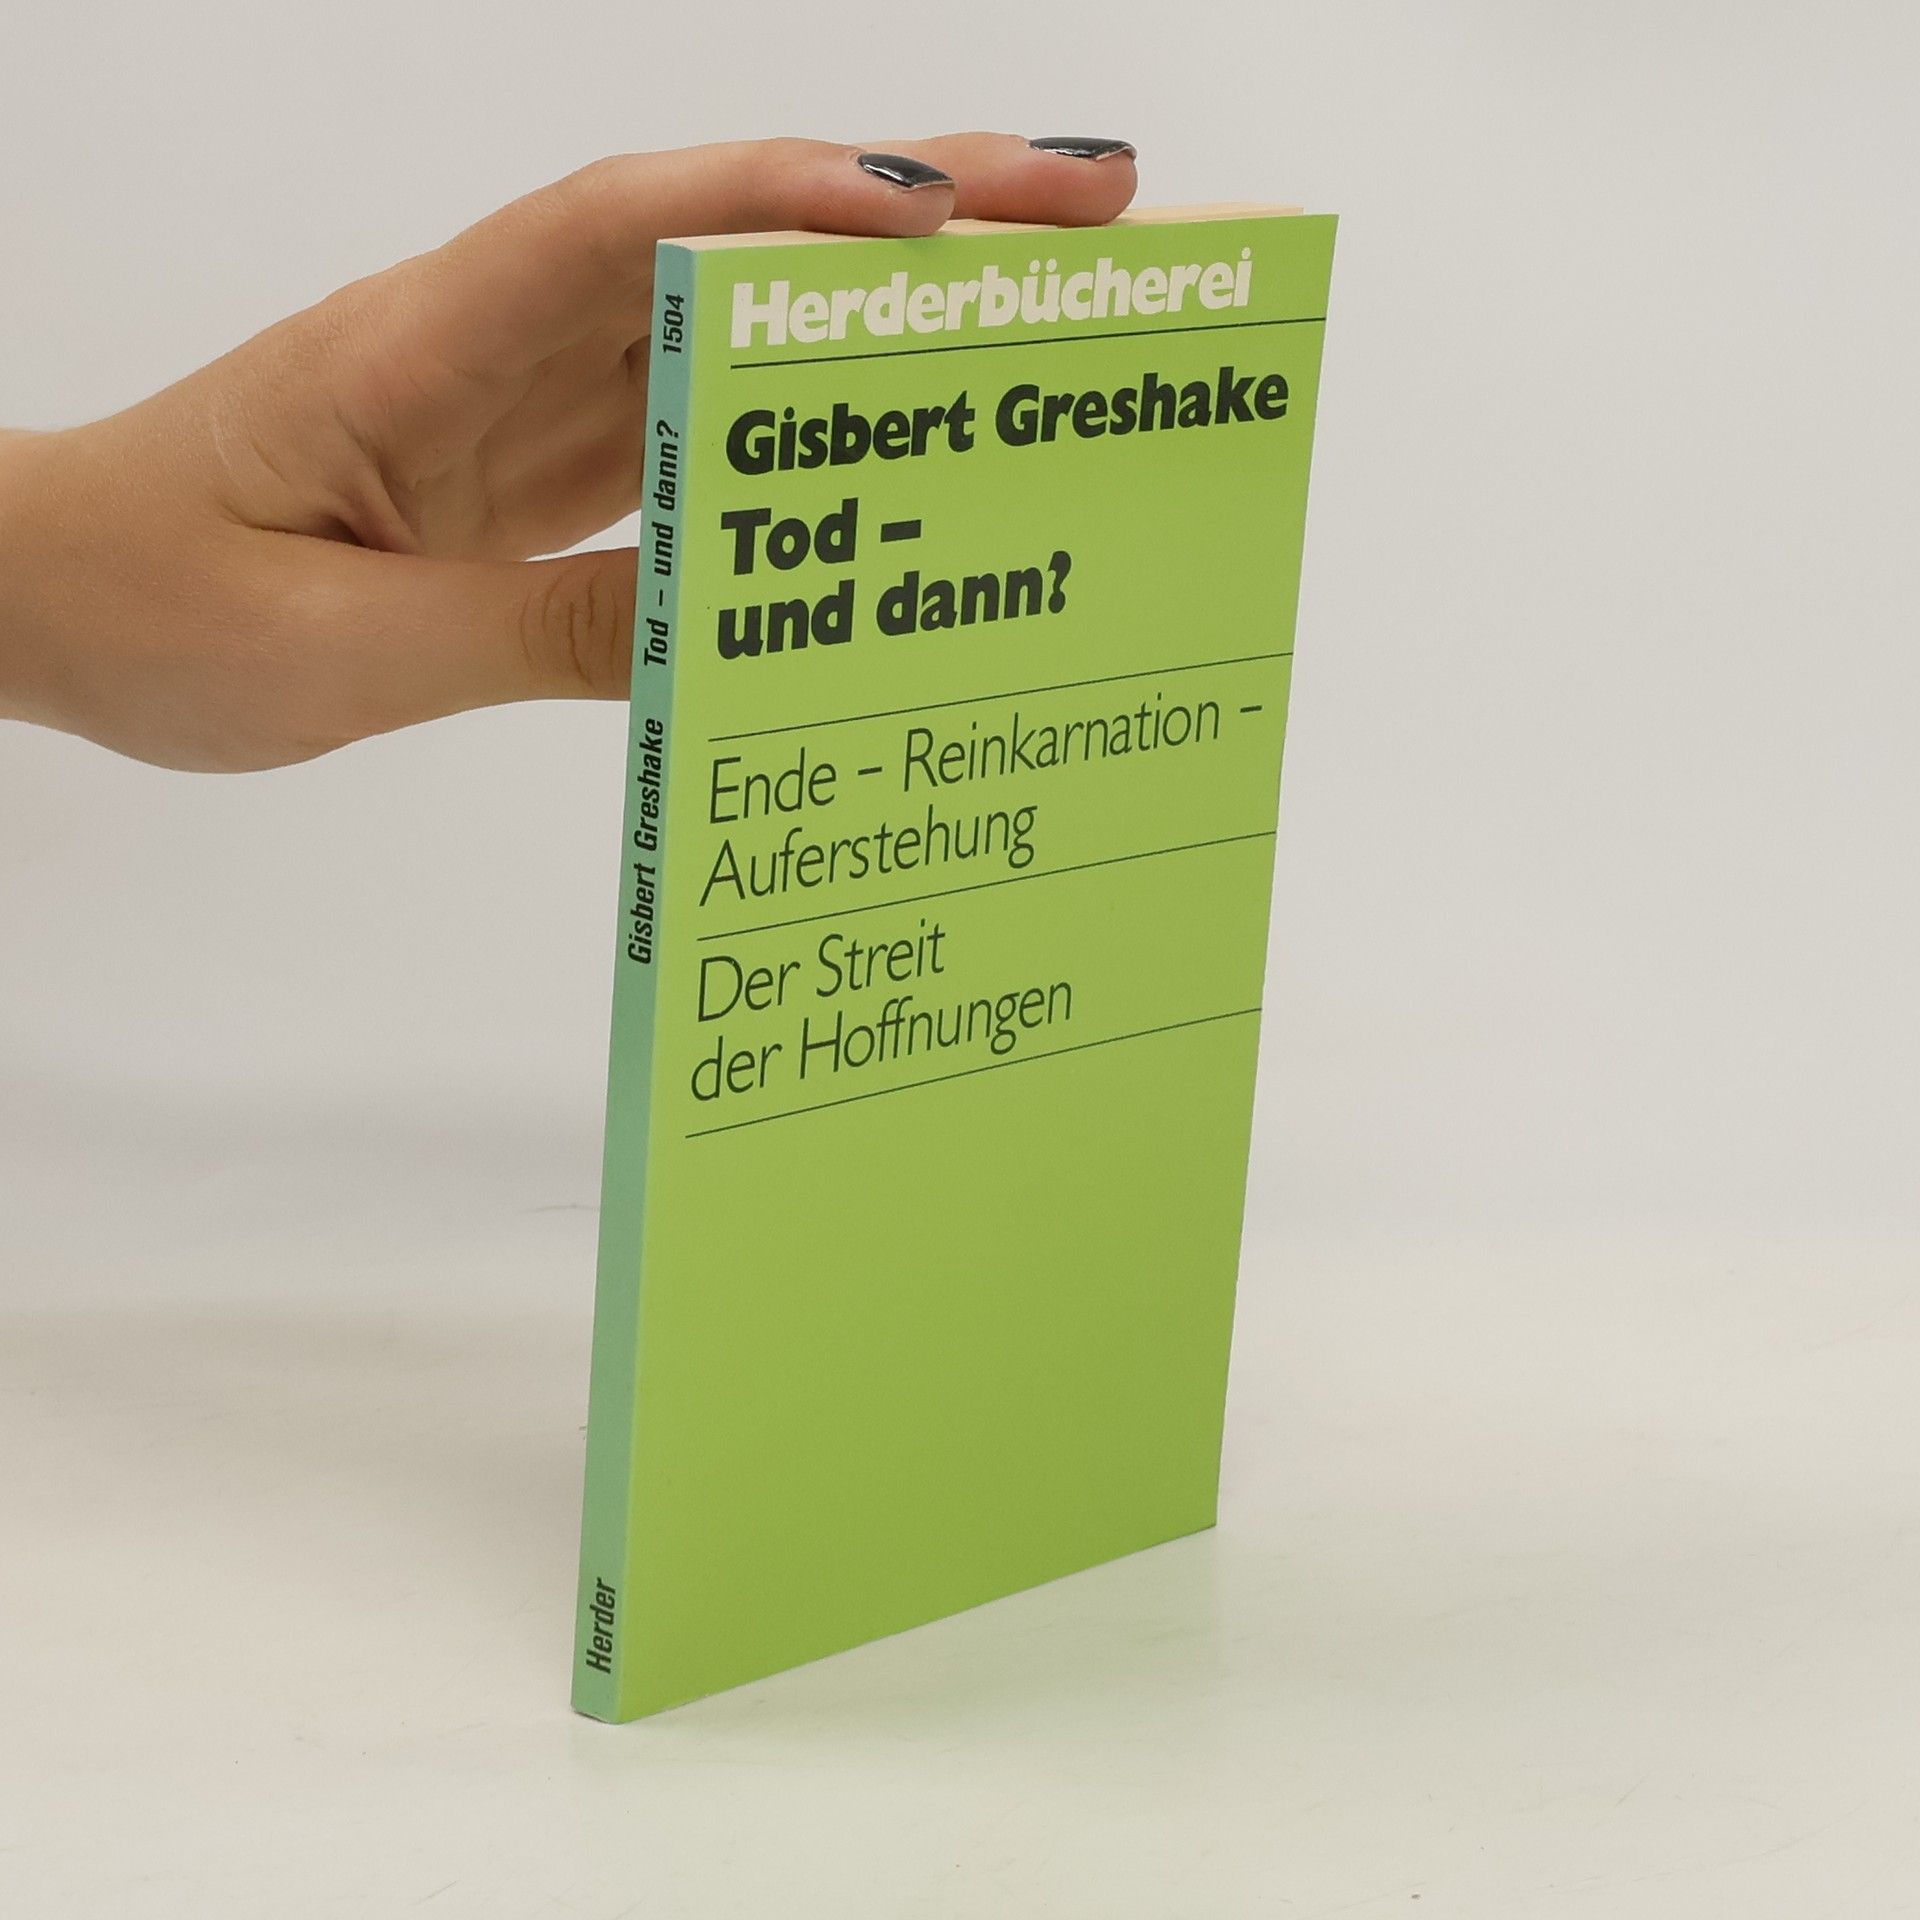 Herderbücherei
Gisbert Greshake
Tod –
und dann?
Ende – Reinkarnation –
Auferstehung
Der Streit
der Hoffnungen
Herder
Gisbert Greshake Tod – und dann? 1504